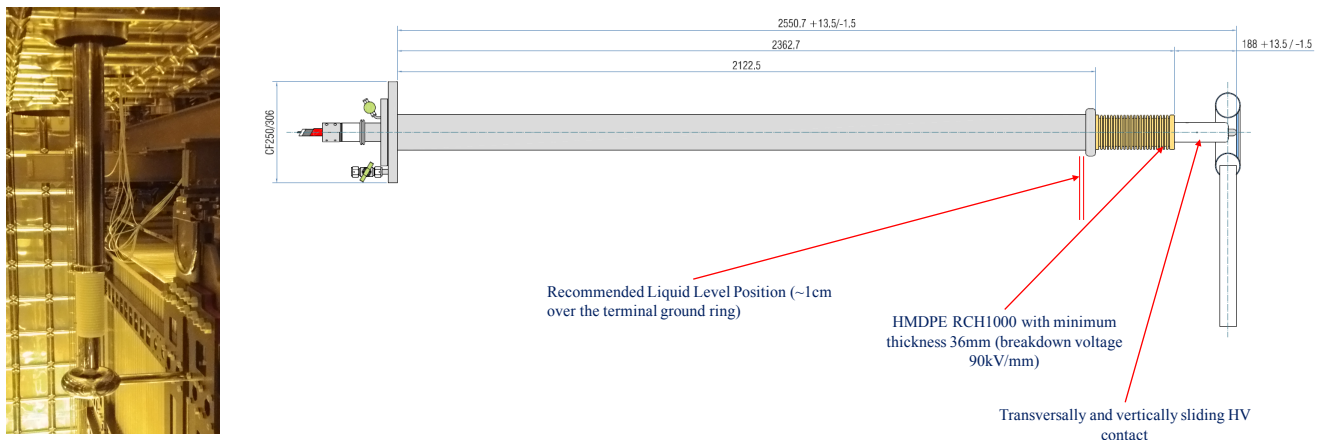 2550.7 +13.5/-1.5
2362.7
188 +13.5 / -1.5
2122.5
CF250/306
Recommended Liquid Level Position (~1cm
over the terminal ground ring)
HMDPE RCH1000 with minimum
thickness 36mm (breakdown voltage
90kV/mm)
Transversally and vertically sliding HV
contact